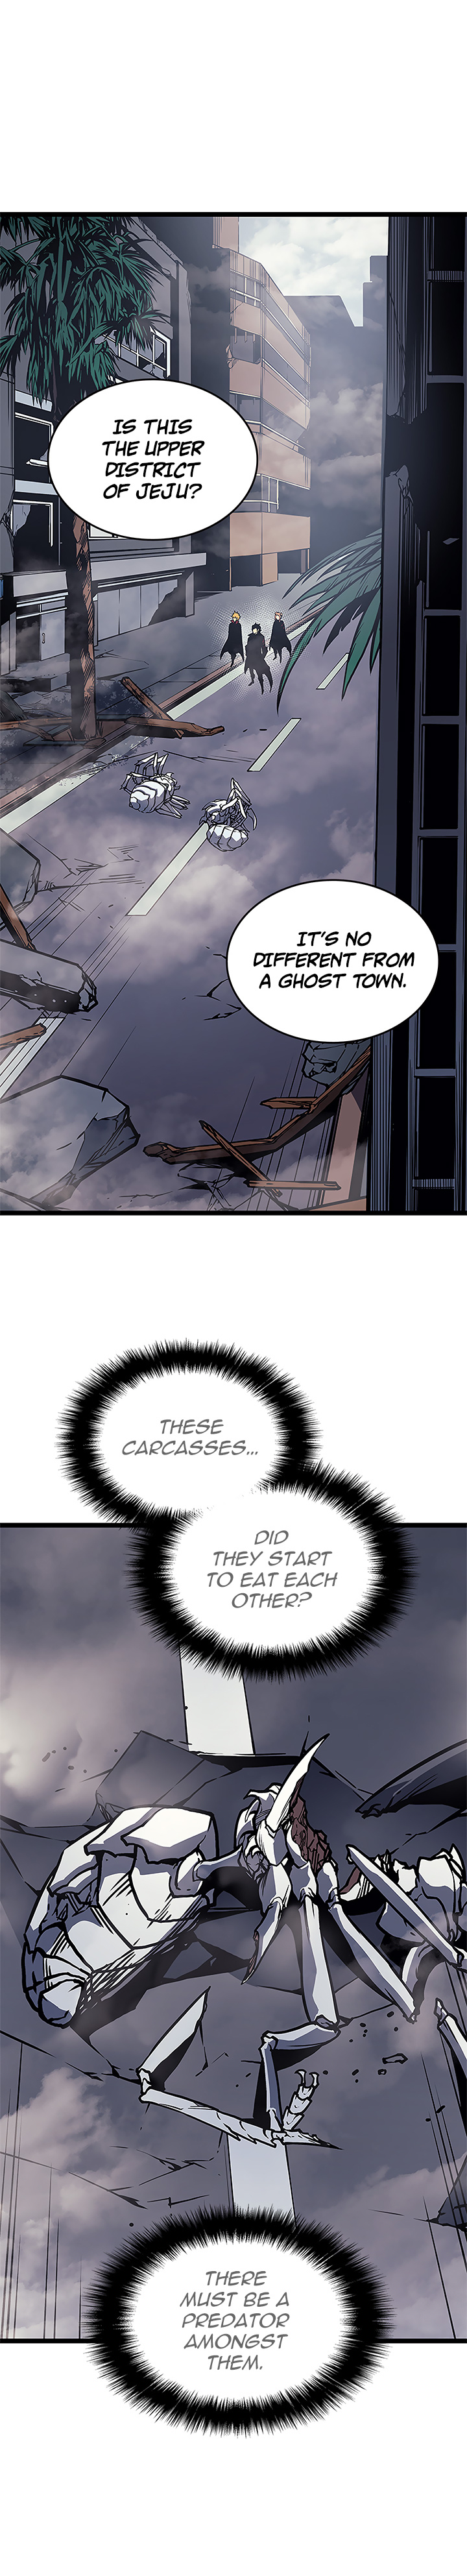 IS THIS
THE UPPER
DISTRICT
OF JEJU?
IT'S NO
DIFFERENT FROM
A GHOST TOWN.
THESE
CARCASSES...
DID
THEY START
TO EAT EACH
OTHER?
THERE
MUST BE A
PREDATOR
AMONGST
THEM.